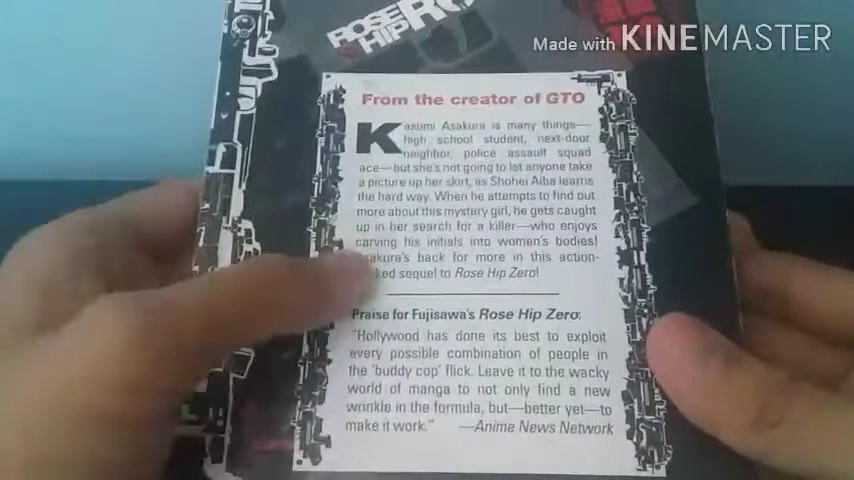 Made with KINEMASTER
ROSE
HIP
From the creator of GTO
Kasumi Asakura is many things—
high school student, next-door
neighbor, police assault squad
ace—but she's not going to let anyone take
a picture up her skirt, as Shohei Aiba learns
the hard way. When he attempts to find out
more about this mystery girl, he gets caught
up in her search for a killer—who enjoys
carving his initials into women's bodies!
back for more in this action-
sequel to Rose Hip Zero!
Praise for Fujisawa's Rose Hip Zero:
"Hollywood has done its best to exploit
every possible combination of people in
the 'buddy cop' flick. Leave it to the wacky
world of manga to not only find a new
wrinkle in the formula, but—better yet—to
make it work." —Anime News Network